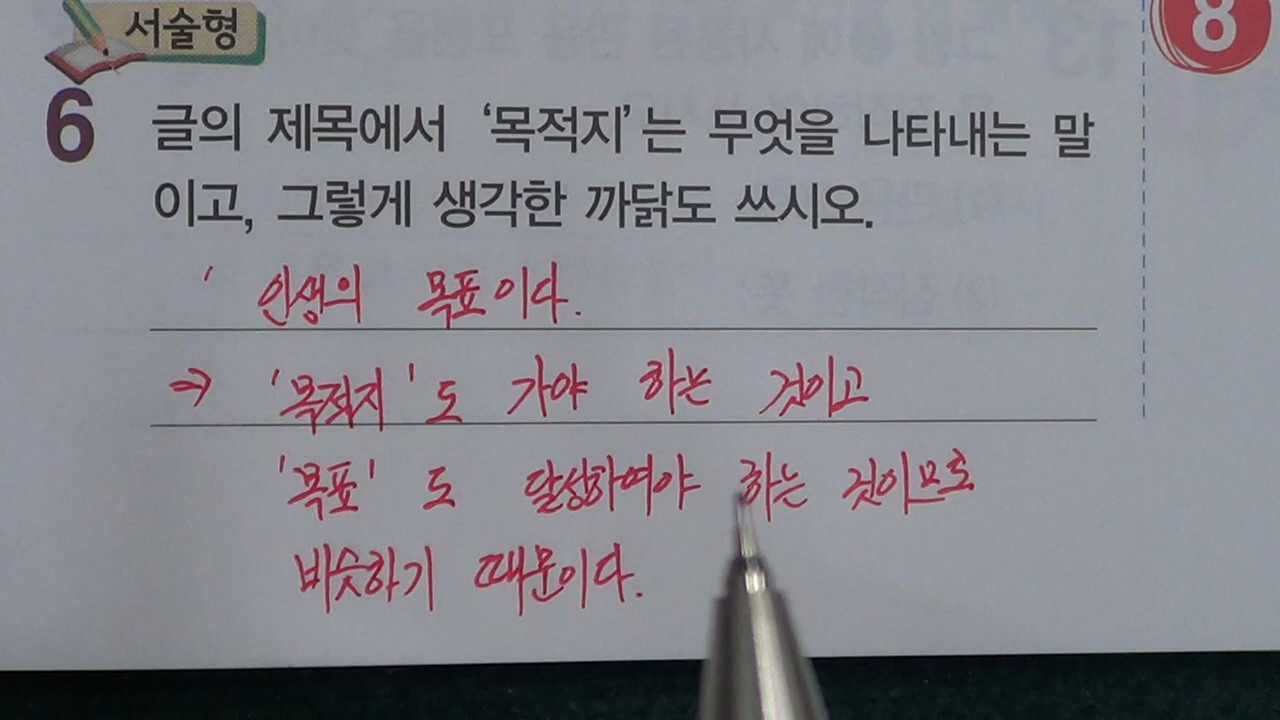 서술형
8
6 글의 제목에서 ‘목적지’는 무엇을 나타내는 말
이고, 그렇게 생각한 까닭도 쓰시오.
' 인생의 목표이다.
→ '목적지'도 가야 하는 것이고
'목표'도 달성하여야 하는 것이므로
비슷하기 때문이다.